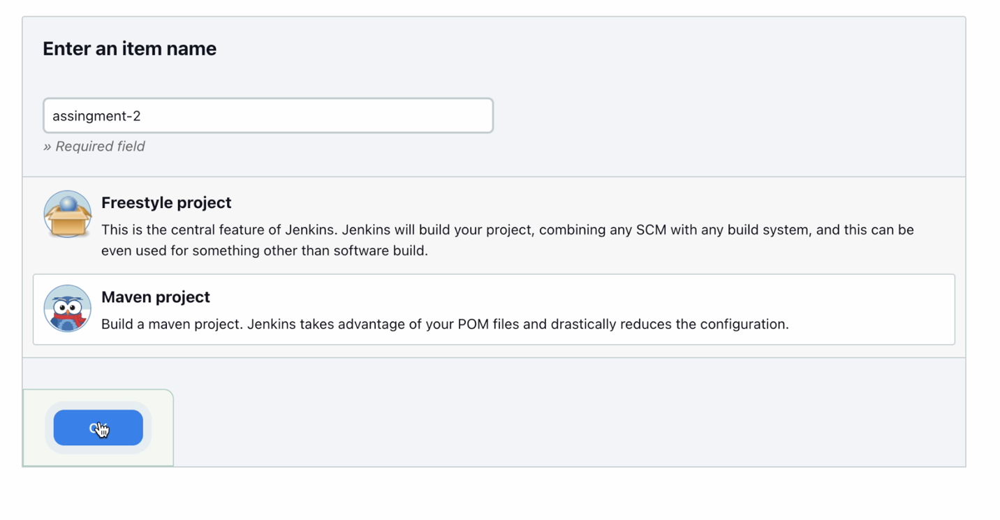 Enter an item name
assingment-2
» Required field
Freestyle project
This is the central feature of Jenkins. Jenkins will build your project, combining any SCM with any build system, and this can be
even used for something other than software build.
Maven project
Build a maven project. Jenkins takes advantage of your POM files and drastically reduces the configuration.